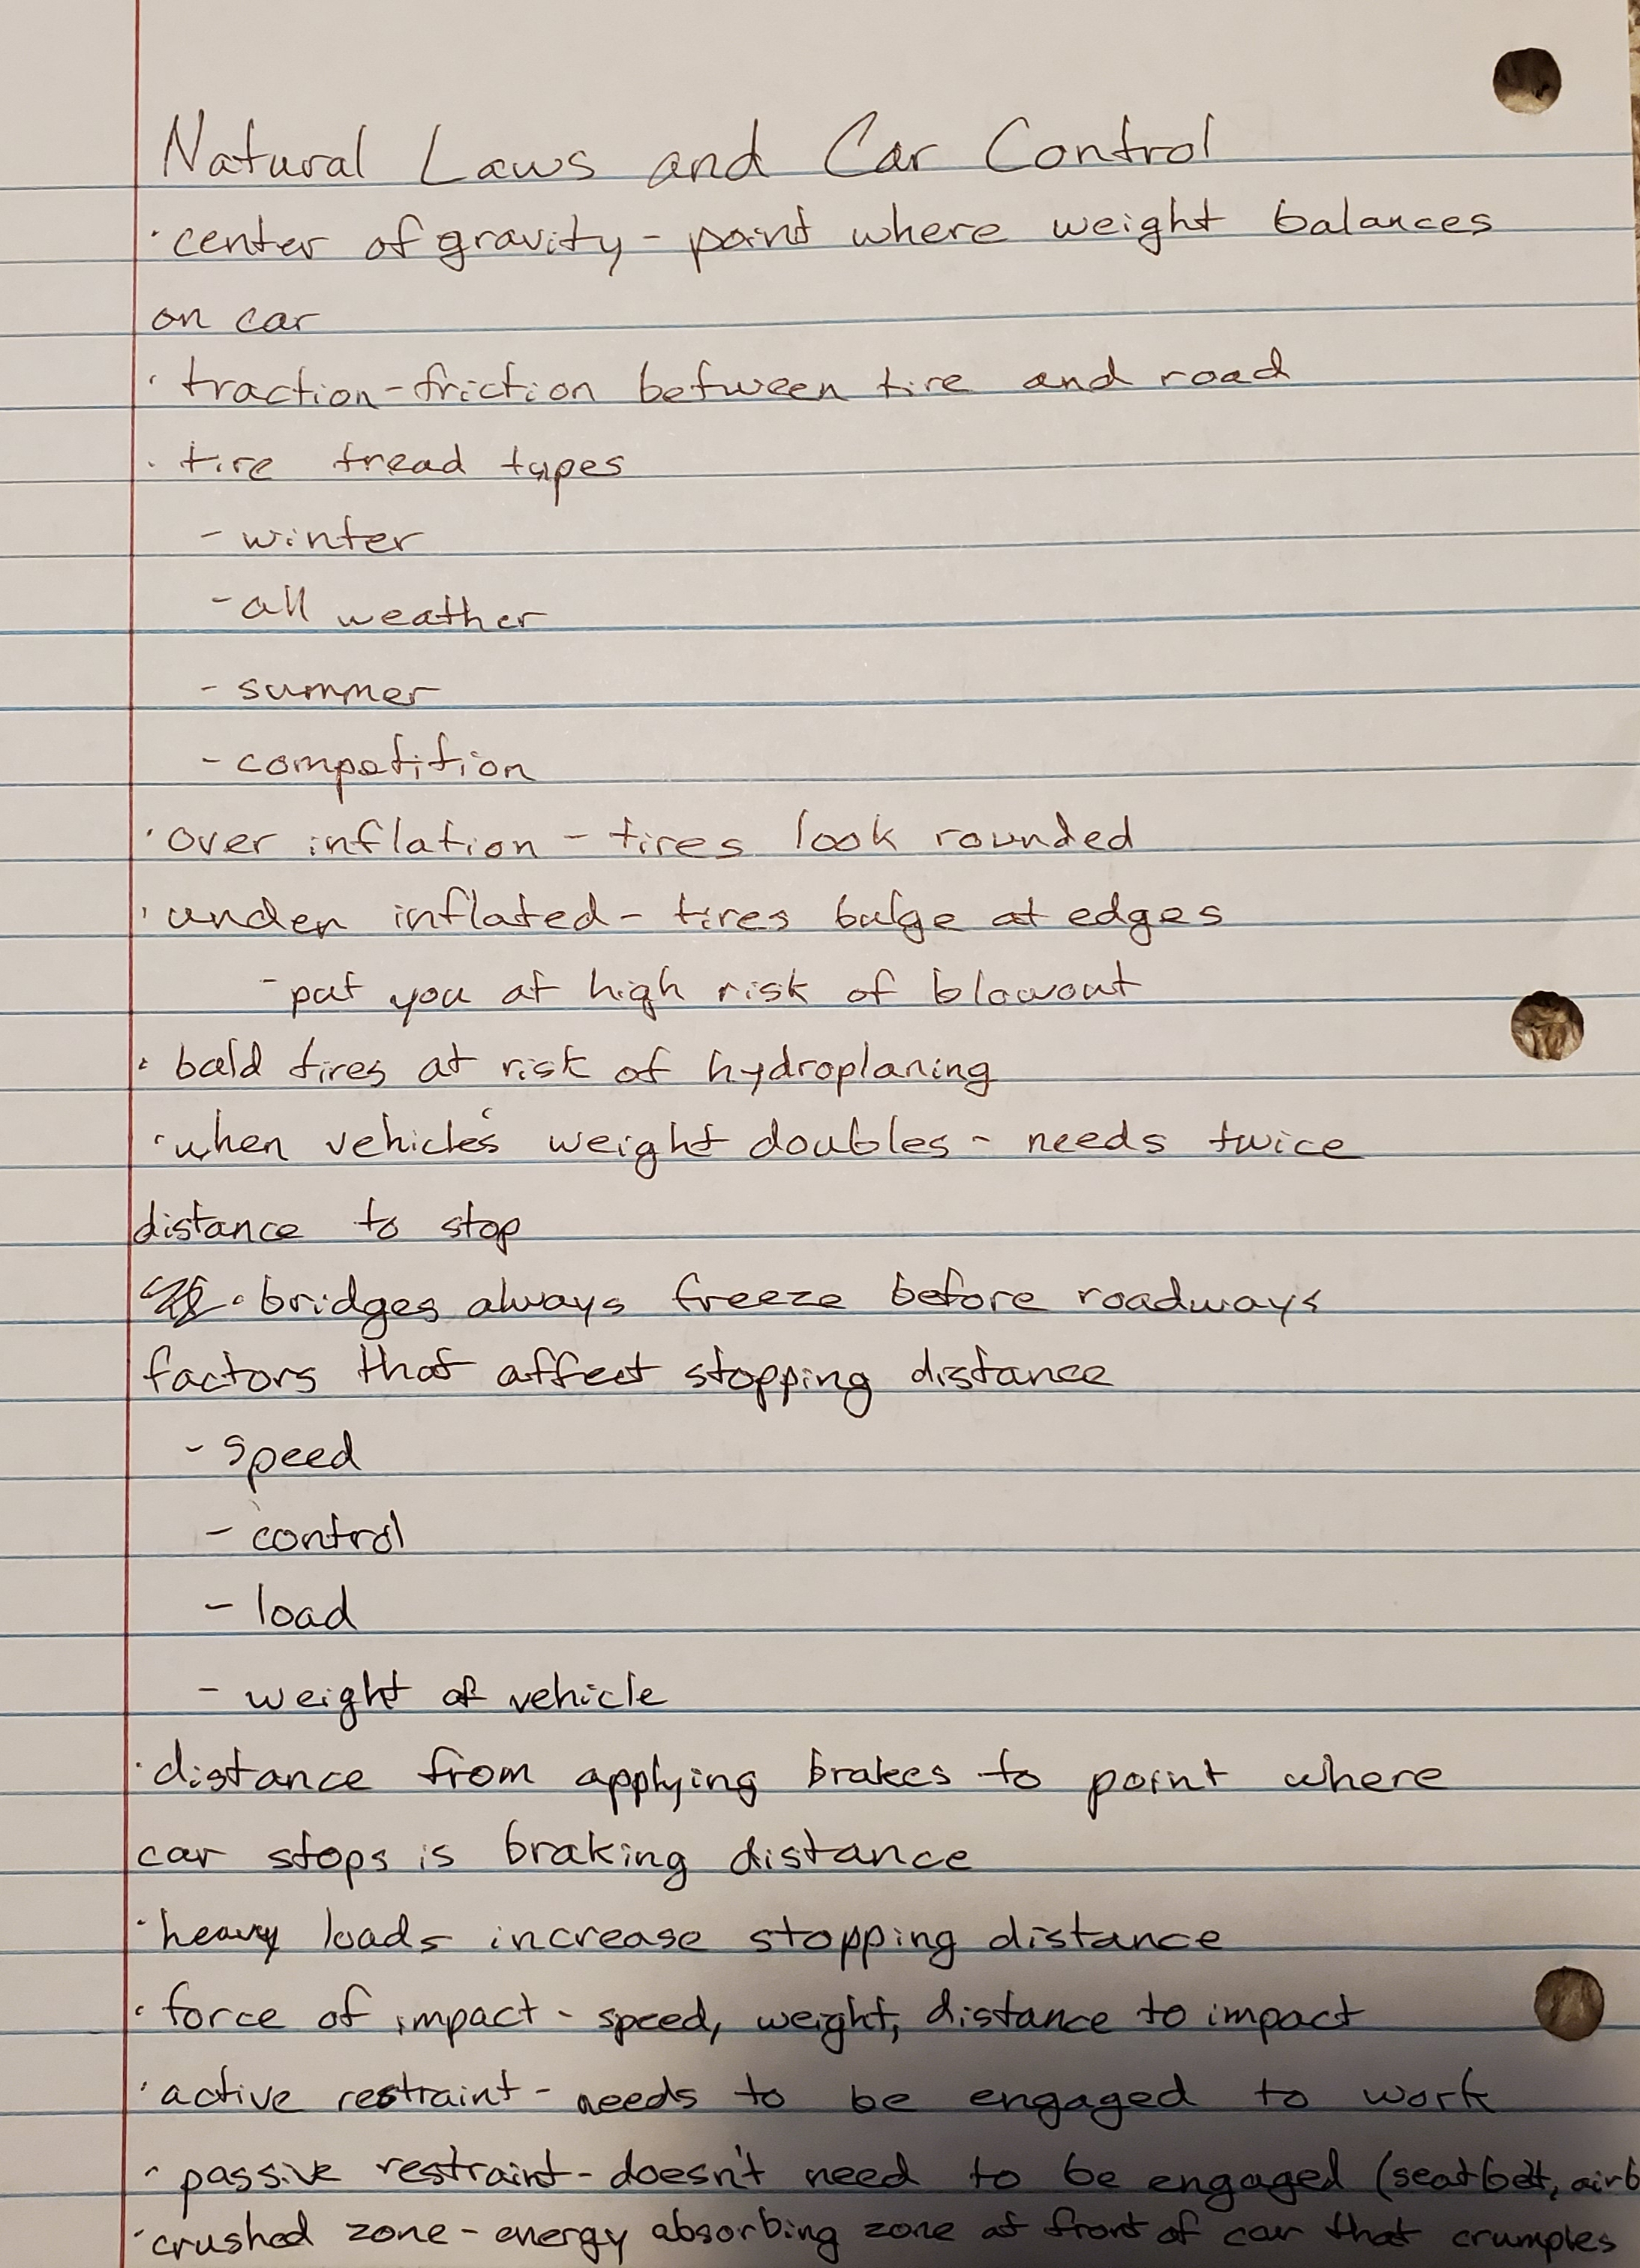 Natural Laws and Car Control
· center of gravity - point where weight balances
on car
· traction - friction between tire and road
· tire tread types
- winter
- all weather
- summer
- competition
· over inflation - tires look rounded
· under inflated - tires bulge at edges
- put you at high risk of blowout
· bald tires at risk of hydroplaning
· when vehicle's weight doubles - needs twice
distance to stop
· bridges always freeze before roadways
factors that affect stopping distance
- speed
- control
- load
- weight of vehicle
· distance from applying brakes to point where
car stops is braking distance
· heavy loads increase stopping distance
· force of impact - speed, weight, distance to impact
· active restraint - needs to be engaged to work
· passive restraint - doesn't need to be engaged (seatbelt, airb
· crushed zone - energy absorbing zone at front of car that crumples